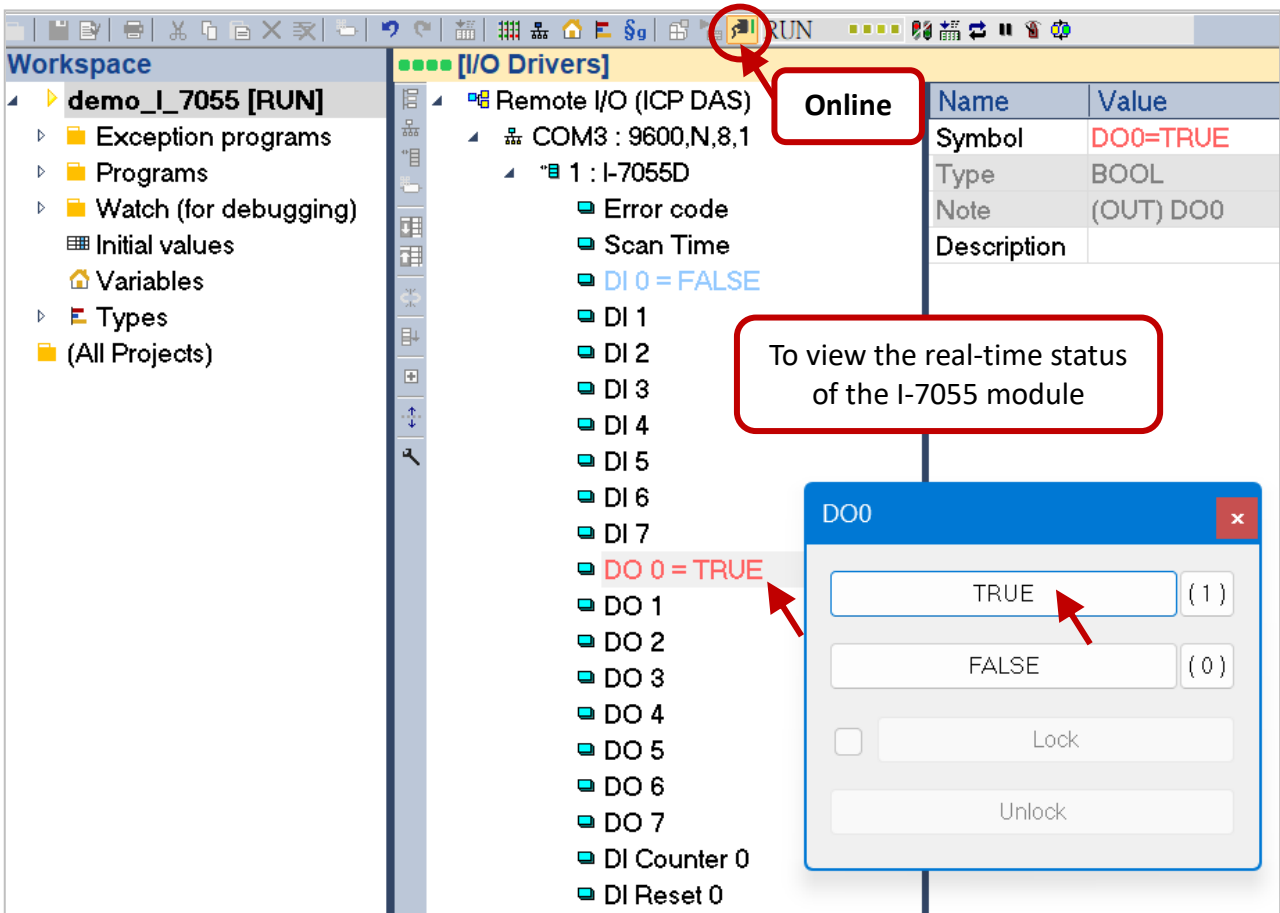 RUN
Workspace
[I/O Drivers]
Online
demo_I_7055 [RUN]
Exception programs
Programs
Watch (for debugging)
Initial values
Variables
Types
(All Projects)
Remote I/O (ICP DAS)
COM3 : 9600,N,8,1
1 : I-7055D
Error code
Scan Time
DI 0 = FALSE
DI 1
DI 2
DI 3
DI 4
DI 5
DI 6
DI 7
DO 0 = TRUE
DO 1
DO 2
DO 3
DO 4
DO 5
DO 6
DO 7
DI Counter 0
DI Reset 0
Name Value
Symbol DO0=TRUE
Type BOOL
Note (OUT) DO0
Description
To view the real-time status
of the I-7055 module
DO0
x
TRUE ( 1 )
FALSE ( 0 )
Lock
Unlock